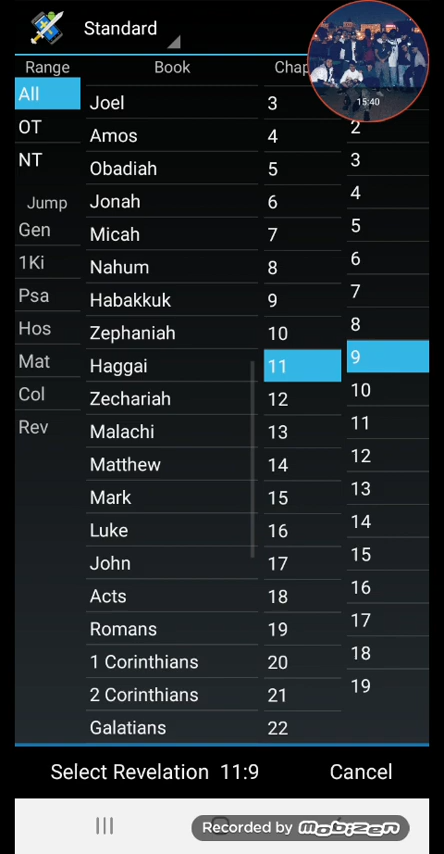 Standard
Range
All
OT
NT
Jump
Gen
1Ki
Psa
Hos
Mat
Col
Rev
Book
Joel
Amos
Obadiah
Jonah
Micah
Nahum
Habakkuk
Zephaniah
Haggai
Zechariah
Malachi
Matthew
Mark
Luke
John
Acts
Romans
1 Corinthians
2 Corinthians
Galatians
Chap
3
4
5
6
7
8
9
10
11
12
13
14
15
16
17
18
19
20
21
22
15:40
2
3
4
5
6
7
8
9
10
11
12
13
14
15
16
17
18
19
Select Revelation 11:9
Cancel
Recorded by Mobizen